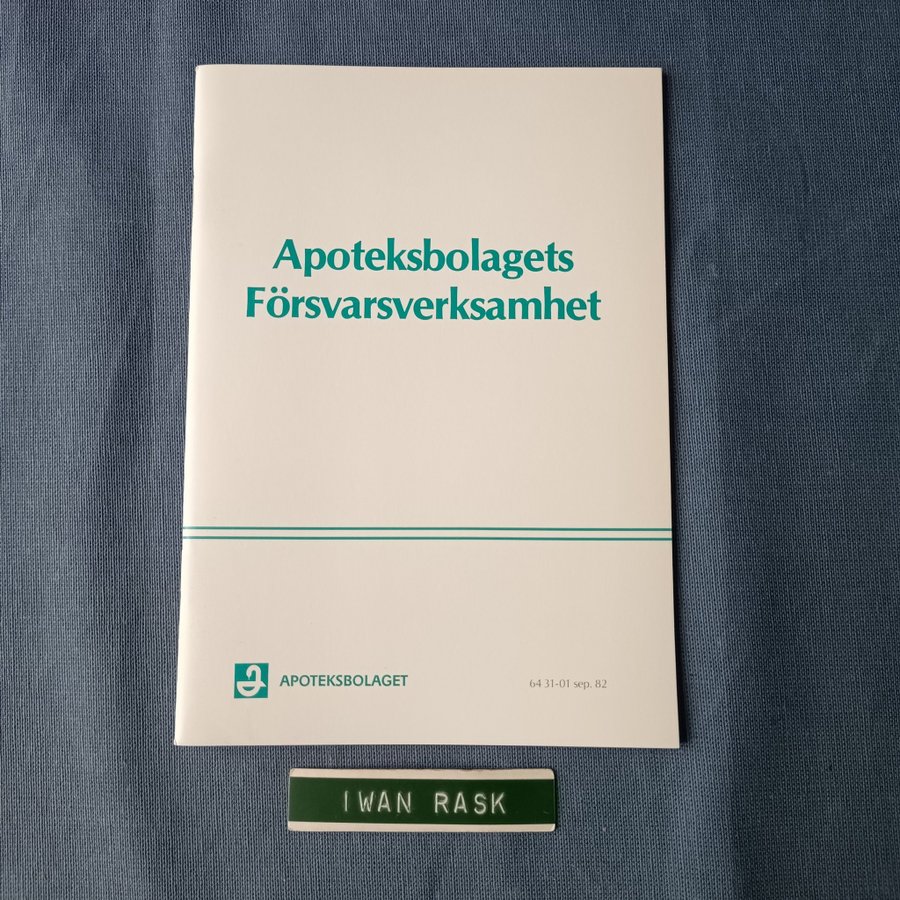 Apoteksbolagets
Försvarsverksamhet
APOTEKSBOLAGET
64 31-01 sep. 82
IWAN RASK